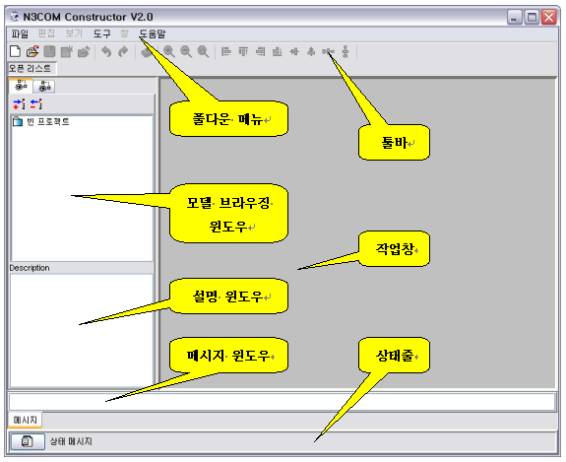 N3COM Constructor V2.0
파일 편집 보기 도구 창 도움말
오픈 리스트
빈 프로젝트
풀다운 메뉴
툴바
모델 브라우징
윈도우
작업창
Description
설명 윈도우
메시지 윈도우
상태줄
메시지
상태 메시지